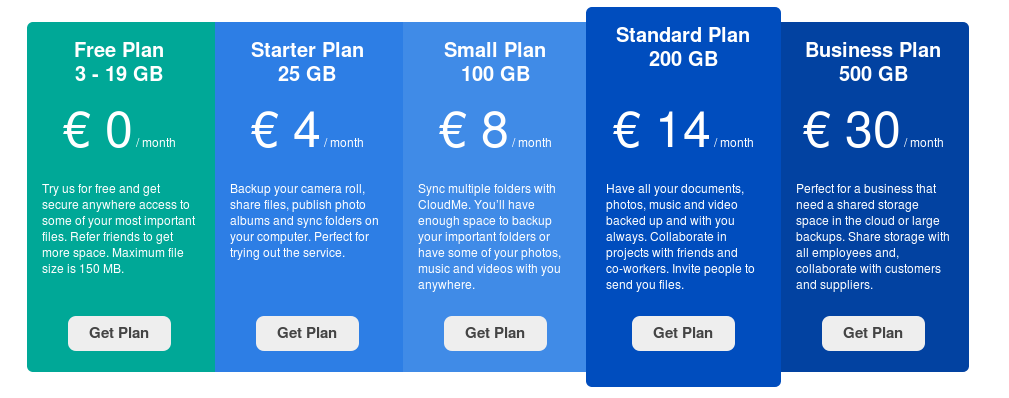 Free Plan
3 - 19 GB
€ 0 / month
Try us for free and get
secure anywhere access to
some of your most important
files. Refer friends to get
more space. Maximum file
size is 150 MB.
Get Plan
Starter Plan
25 GB
€ 4 / month
Backup your camera roll,
share files, publish photo
albums and sync folders on
your computer. Perfect for
trying out the service.
Get Plan
Small Plan
100 GB
€ 8 / month
Sync multiple folders with
CloudMe. You'll have
enough space to backup
your important folders or
have some of your photos,
music and videos with you
anywhere.
Get Plan
Standard Plan
200 GB
€ 14 / month
Have all your documents,
photos, music and video
backed up and with you
always. Collaborate in
projects with friends and
co-workers. Invite people to
send you files.
Get Plan
Business Plan
500 GB
€ 30 / month
Perfect for a business that
need a shared storage
space in the cloud or large
backups. Share storage with
all employees and,
collaborate with customers
and suppliers.
Get Plan